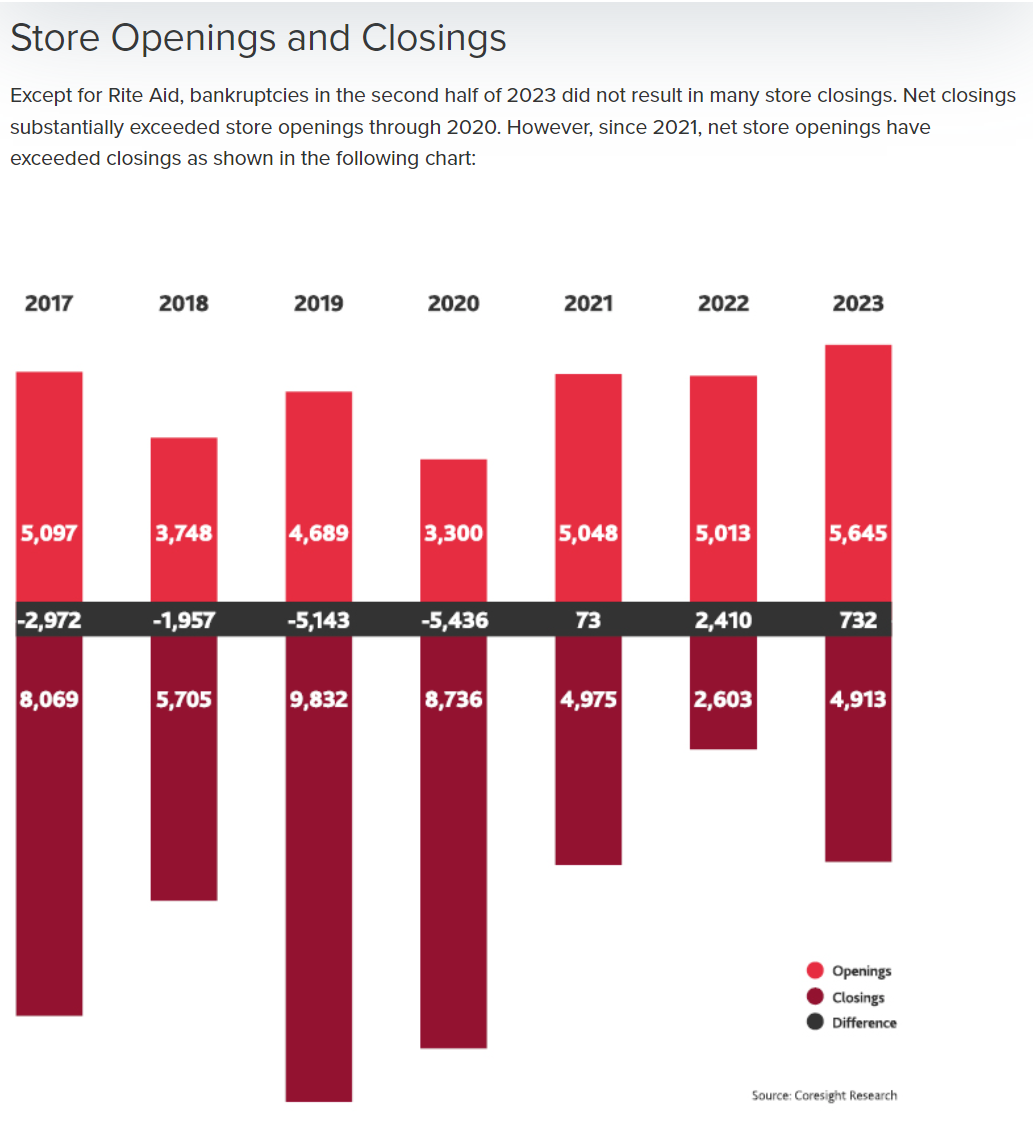 Store Openings and Closings
Except for Rite Aid, bankruptcies in the second half of 2023 did not result in many store closings. Net closings
substantially exceeded store openings through 2020. However, since 2021, net store openings have
exceeded closings as shown in the following chart:
2017 2018 2019 2020 2021 2022 2023
5,097 3,748 4,689 3,300 5,048 5,013 5,645
-2,972 -1,957 -5,143 -5,436 73 2,410 732
8,069 5,705 9,832 8,736 4,975 2,603 4,913
Openings
Closings
Difference
Source: Coresight Research